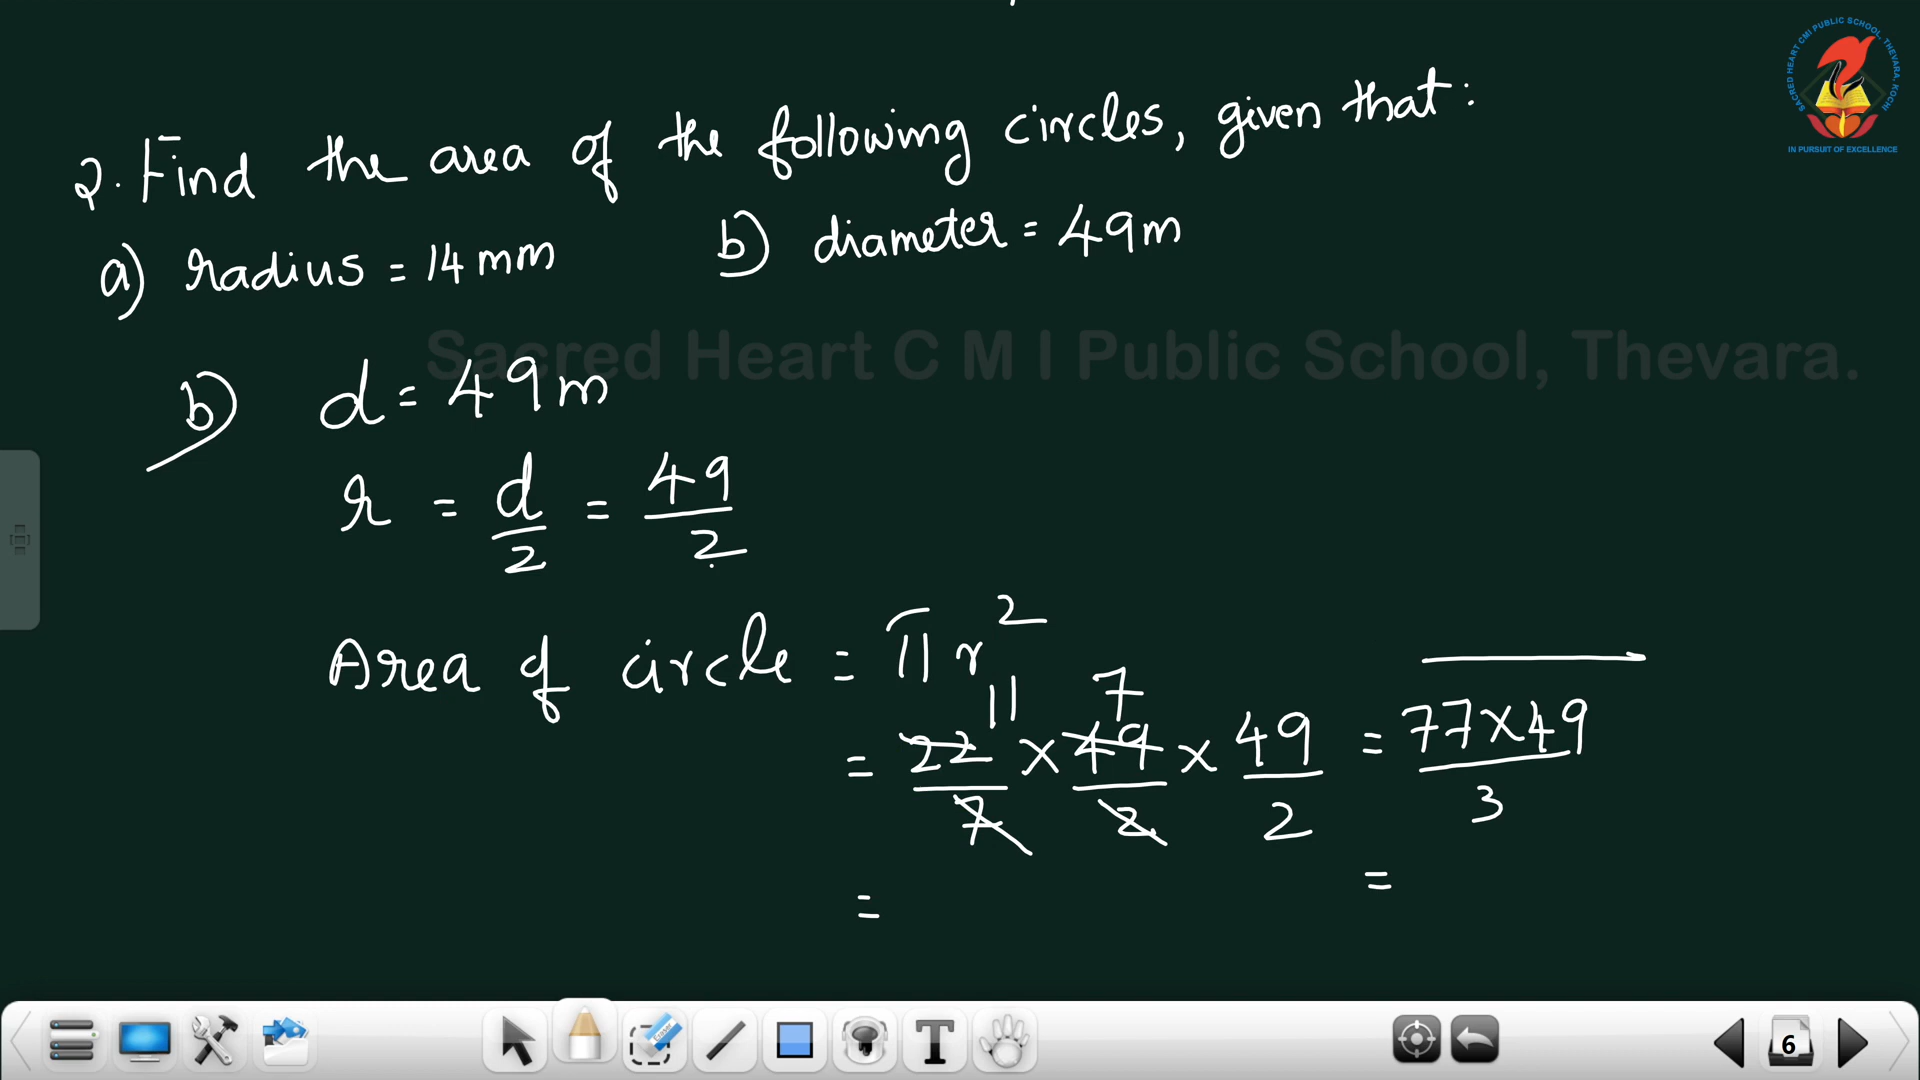 SACRED HEART CMI PUBLIC SCHOOL, THEVARA, KOCHI
IN PURSUIT OF EXCELLENCE
2. Find the area of the following circles, given that:
a) radius = 14 mm b) diameter = 49m
Sacred Heart C M I Public School, Thevara.
b) d = 49 m
r = d/2 = 49/2
Area of circle = πr²
11 7
= 22/7 × 49/2 × 49/2 = 77×49/3
= =
eraser
T
6